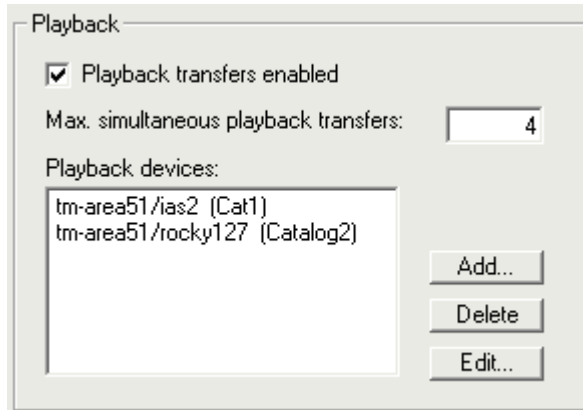 Playback
Playback transfers enabled
Max. simultaneous playback transfers: 4
Playback devices:
tm-area51/ias2 (Cat1)
tm-area51/rocky127 (Catalog2)
Add...
Delete
Edit...